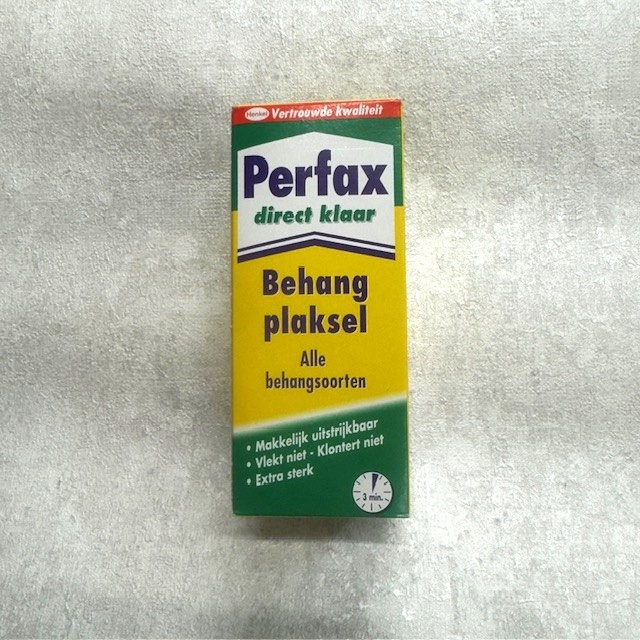 Henkel Vertrouwde kwaliteit
Perfax
direct klaar
Behang
plaksel
Alle
behangsoorten
• Makkelijk uitstrijkbaar
• Vlekt niet - Klontert niet
• Extra sterk
3 min.